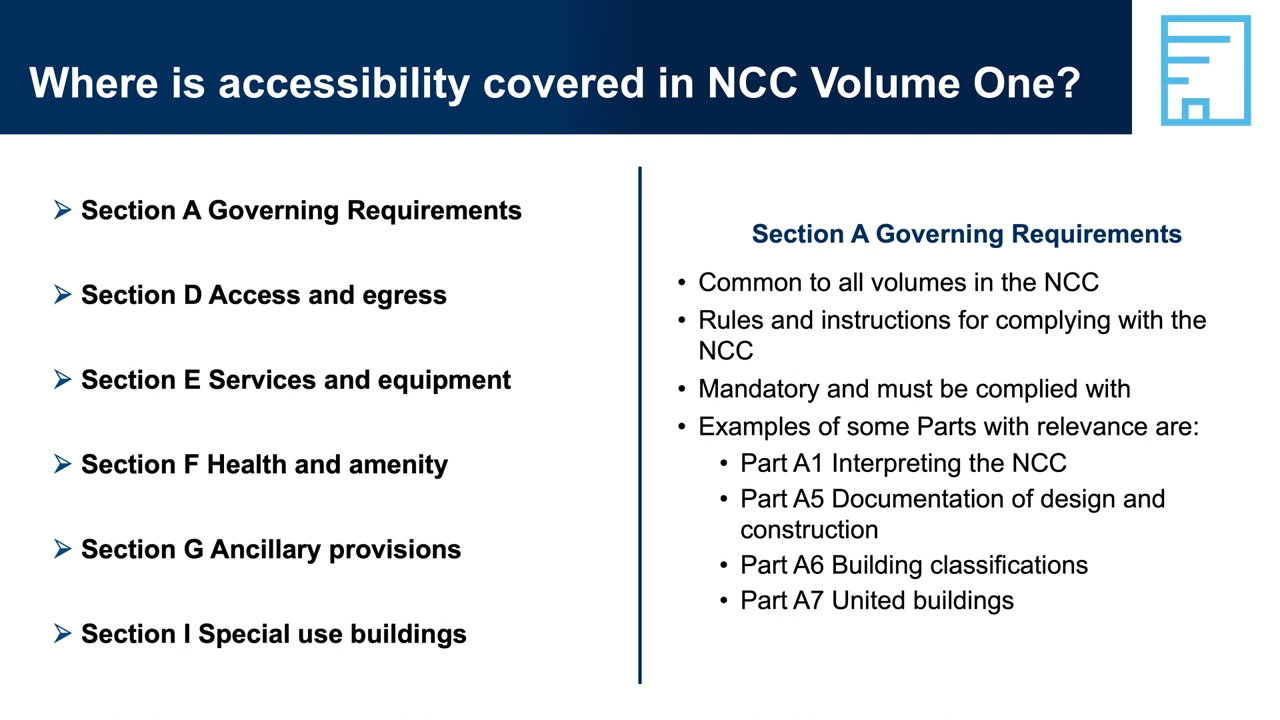 Where is accessibility covered in NCC Volume One?
Section A Governing Requirements
Section D Access and egress
Section E Services and equipment
Section F Health and amenity
Section G Ancillary provisions
Section I Special use buildings
Section A Governing Requirements
• Common to all volumes in the NCC
• Rules and instructions for complying with the
NCC
• Mandatory and must be complied with
• Examples of some Parts with relevance are:
• Part A1 Interpreting the NCC
• Part A5 Documentation of design and
construction
• Part A6 Building classifications
• Part A7 United buildings